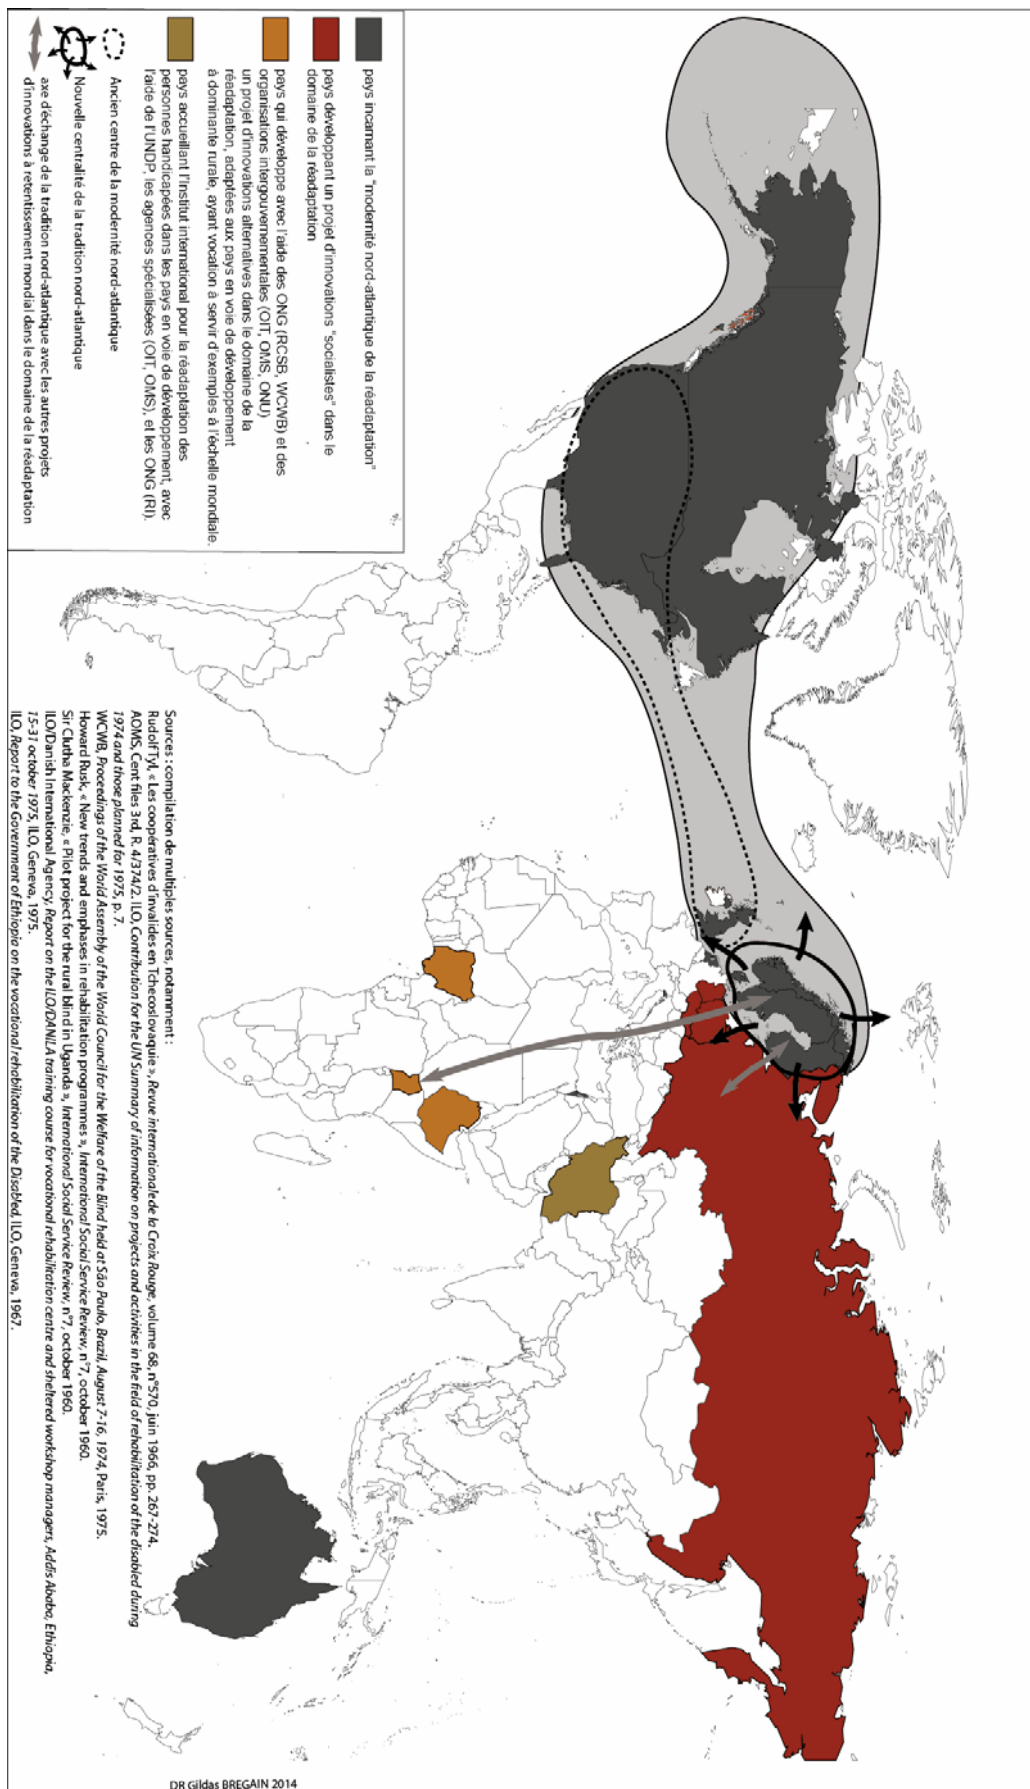 pays incarnant la "modernité nord-atlantique de la réadaptation"
pays développant un projet d'innovations "socialistes" dans le
domaine de la réadaptation
pays qui développe avec l'aide des ONG (RCSB, WCWB) et des
organisations intergouvernementales (OIT, OMS, ONU)
un projet d'innovations alternatives dans le domaine de la
réadaptation, adaptées aux pays en voie de développement
à dominante rurale, ayant vocation à servir d'exemples à l'échelle mondiale.
pays accueillant l'Institut international pour la réadaptation des
personnes handicapées dans les pays en voie de développement, avec
l'aide de l'UNDP, les agences spécialisées (OIT, OMS), et les ONG (RI).
Ancien centre de la modernité nord-atlantique
Nouvelle centralité de la tradition nord-atlantique
axe d'échange de la tradition nord-atlantique avec les autres projets
d'innovations à retentissement mondial dans le domaine de la réadaptation
Sources : compilation de multiples sources, notamment :
Rudolf Tyl, « Les coopératives d'invalides en Tchecoslovaquie », Revue internationale de la Croix Rouge, volume 68, n°570, juin 1966, pp. 267-274.
AOMS, Cent files 3rd, R. 4/374/2. ILO, Contribution for the UN Summary of information on projects and activities in the field of rehabilitation of the disabled during
1974 and those planned for 1975, p. 7.
WCWB, Proceedings of the World Assembly of the World Council for the Welfare of the Blind held at São Paulo, Brazil, August 7-16, 1974, Paris, 1975.
Howard Rusk, « New trends and emphases in rehabilitation programmes », International Social Service Review, n°7, october 1960.
Sir Clutha Mackenzie, « Pilot project for the rural blind in Uganda », International Social Service Review, n°7, october 1960.
ILO/Danish International Agency, Report on the ILO/DANILA training course for vocational rehabilitation centre and sheltered workshop managers, Addis Ababa, Ethiopia,
15-31 october 1975, ILO, Geneva, 1975.
ILO, Report to the Government of Ethiopia on the vocational rehabilitation of the Disabled, ILO, Geneva, 1967.
DR Gildas BREGAIN 2014